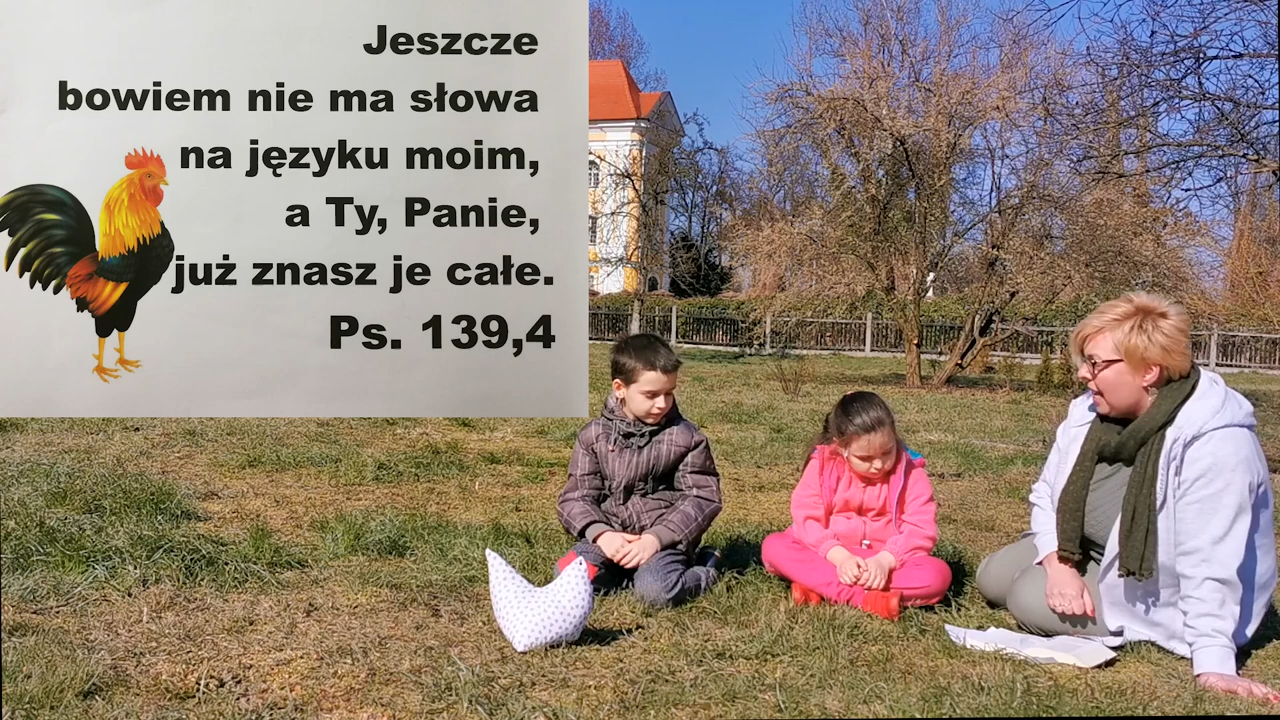 Jeszcze
bowiem nie ma słowa
na języku moim,
a Ty, Panie,
już znasz je całe.
Ps. 139,4